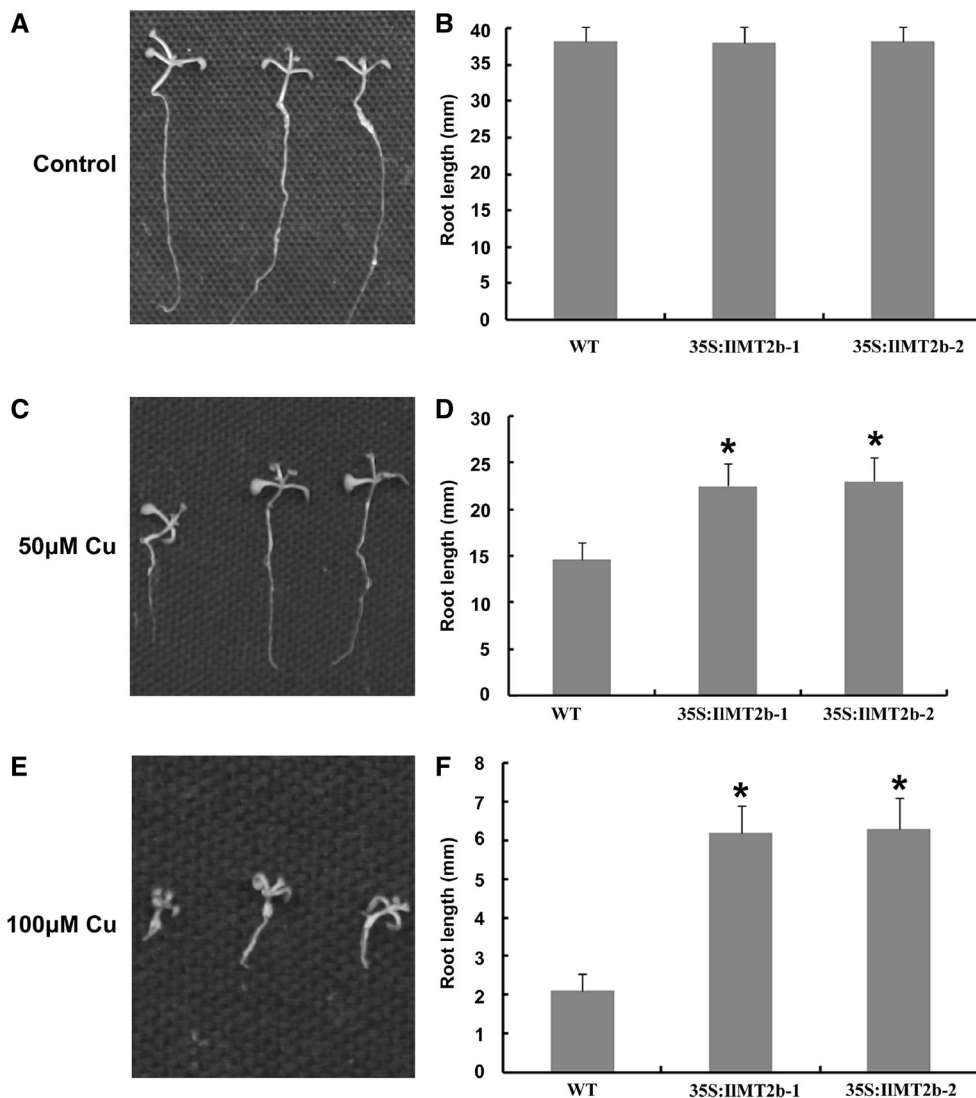 A
B
Control
Root length (mm)
40
35
30
25
20
15
10
5
0
WT 35S:IlMT2b-1 35S:IlMT2b-2
C
D
50µM Cu
Root length (mm)
30
25
20
15
10
5
0
* *
WT 35S:IlMT2b-1 35S:IlMT2b-2
E
F
100µM Cu
Root length (mm)
8
7
6
5
4
3
2
1
0
* *
WT 35S:IlMT2b-1 35S:IlMT2b-2